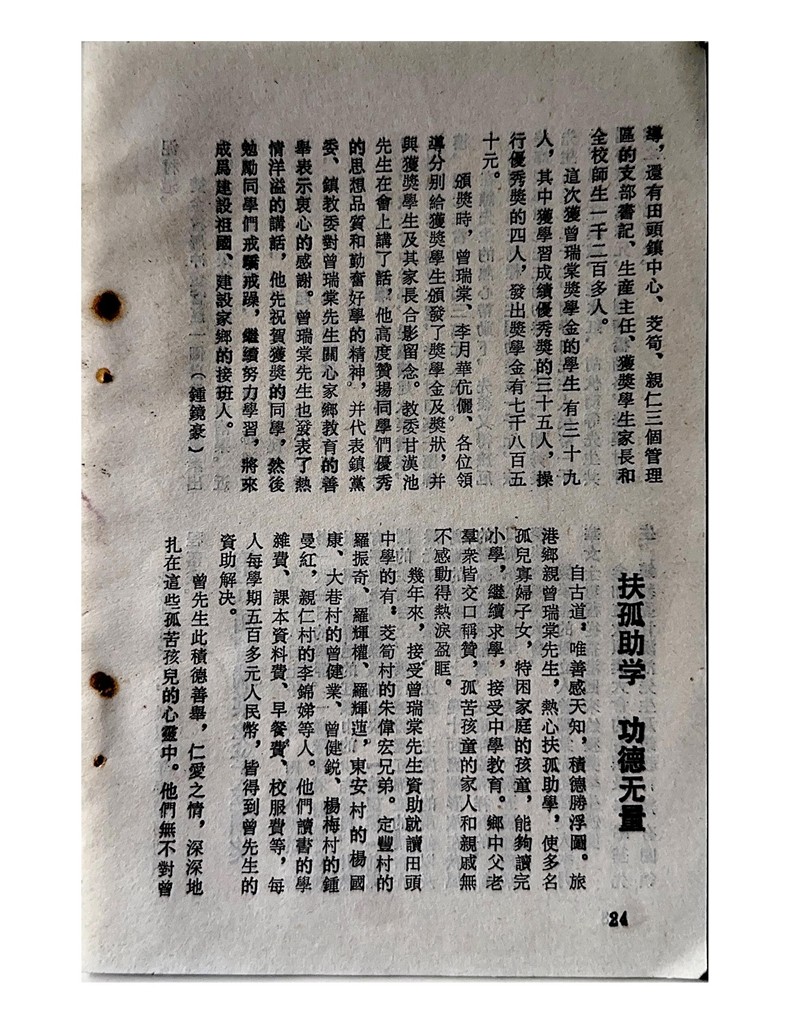 導，還有田頭鎮中心、茭筍、親仁三個管理
區的支部書記、生産主任、獲獎學生家長和
全校師生一千二百多人。
這次獲曾瑞棠獎學金的學生有三十九
人，其中獲學習成績優秀獎的三十五人，操
行優秀獎的四人，發出獎學金有七千八百五
十元。
頒獎時，曾瑞棠、李月華伉儷、各位領
導分別給獲獎學生頒發了獎學金及獎狀，并
與獲獎學生及其家長合影留念。教委甘漢池
先生在會上講了話，他高度贊揚同學們優秀
的思想品質和勤奮好學的精神，并代表鎮黨
委、鎮教委對曾瑞棠先生關心家鄉教育的善
舉表示衷心的感謝。曾瑞棠先生也發表了熱
情洋溢的講話，他先祝賀獲獎的同學，然後
勉勵同學們戒驕戒躁，繼續努力學習，將來
成爲建設祖國、建設家鄉的接班人。
（鍾鏡豪）
扶孤助学 功德无量
自古道，唯善感天知，積德勝浮圖。旅
港鄉親曾瑞棠先生，熱心扶孤助學，使多名
孤兒寡婦子女，特困家庭的孩童，能夠讀完
小學，繼續求學，接受中學教育。鄉中父老
羣衆皆交口稱贊，孤苦孩童的家人和親戚無
不感動得熱淚盈眶。
幾年來，接受曾瑞棠先生資助就讀田頭
中學的有：茭筍村的朱偉宏兄弟。定豐村的
羅振奇、羅輝權、羅輝，東安村的楊國
康、大巷村的曾健業、曾健鋭、楊梅村的鍾
曼紅，親仁村的李錦娣等人。他們讀書的學
雜費、課本資料費、早餐費、校服費等，每
人每學期五百多元人民幣，皆得到曾先生的
資助解决。
曾先生此積德善舉，仁愛之情，深深地
扎在這些孤苦孩兒的心靈中。他們無不對曾
24